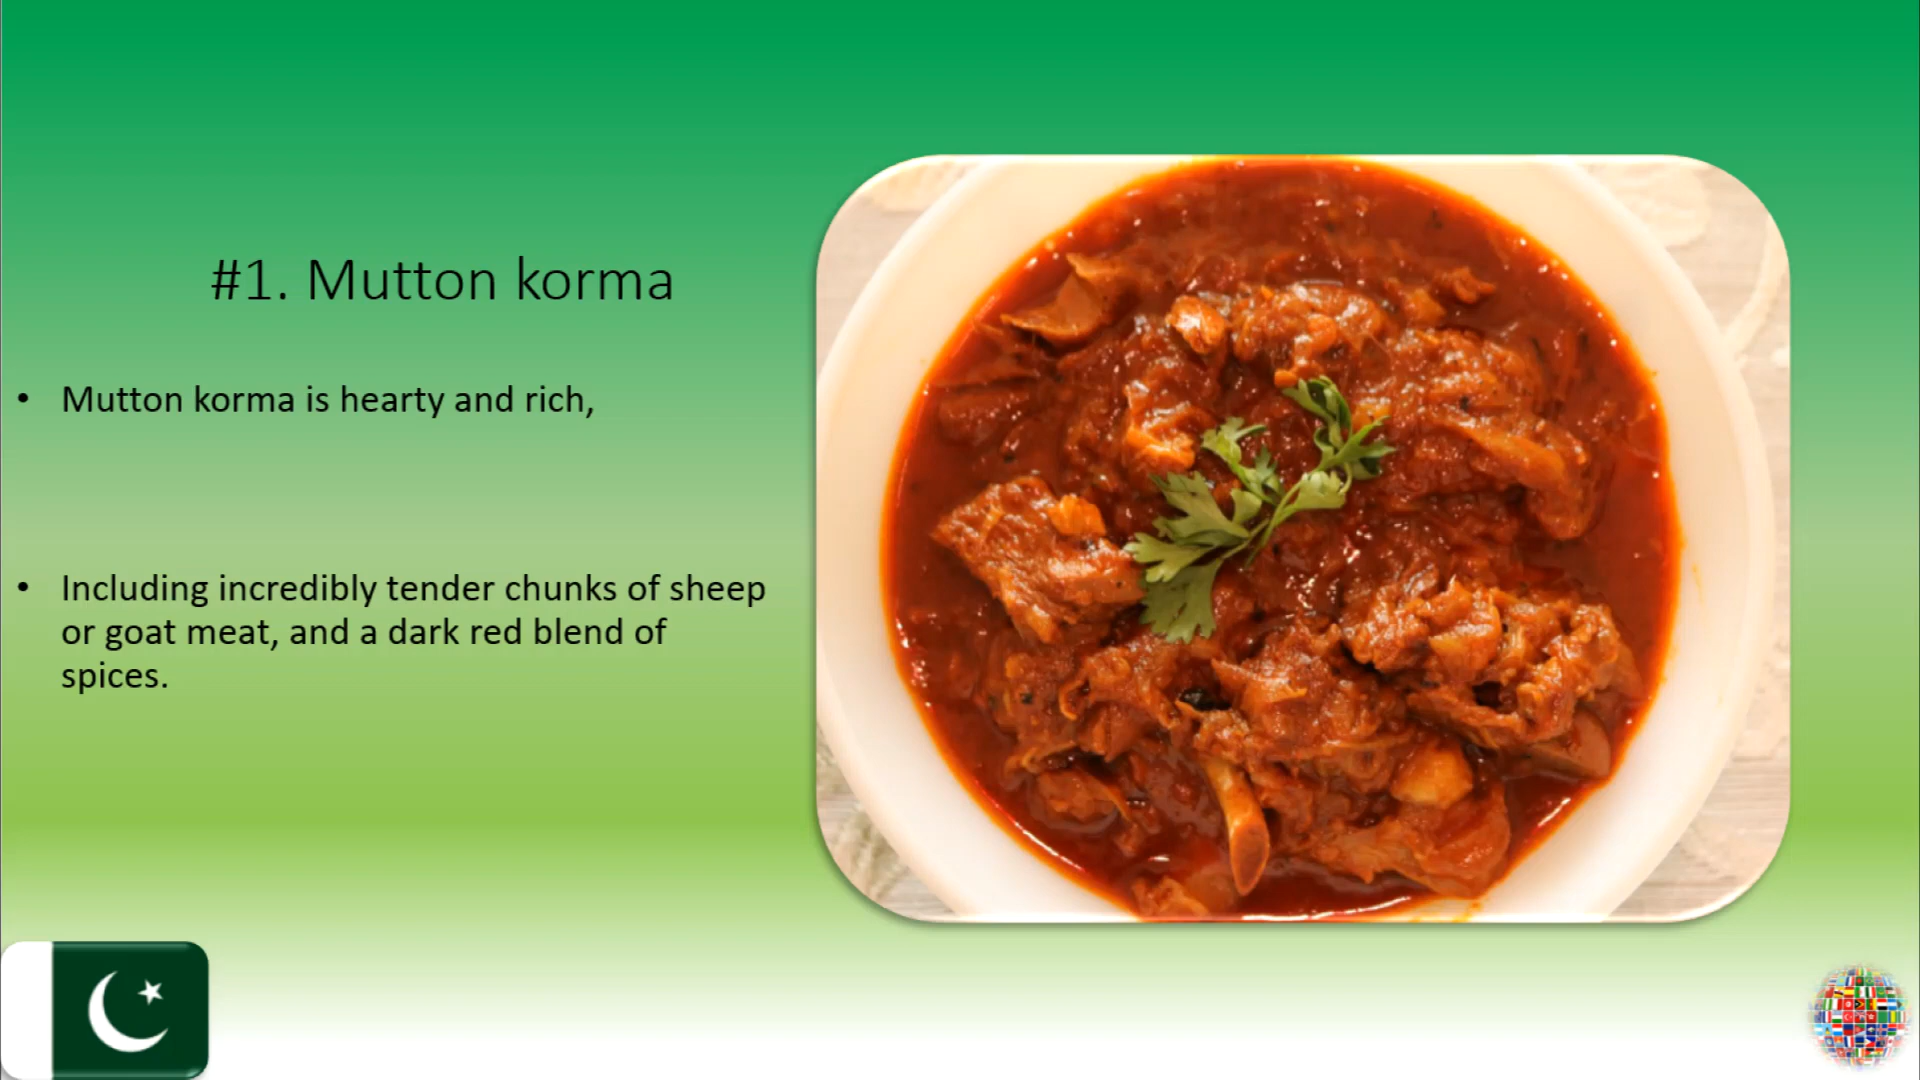 #1. Mutton korma
• Mutton korma is hearty and rich,
• Including incredibly tender chunks of sheep
or goat meat, and a dark red blend of
spices.